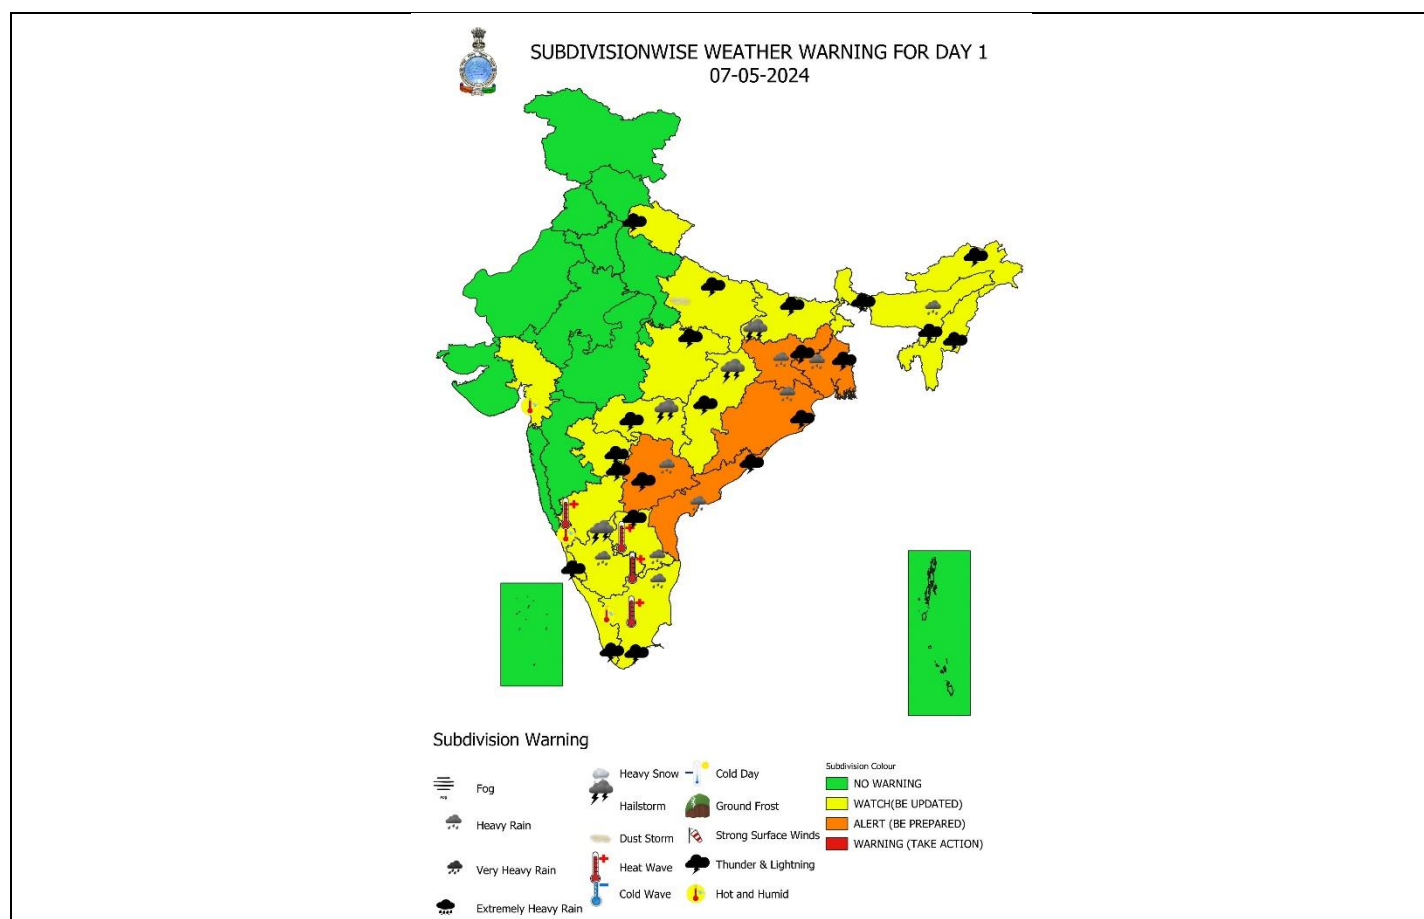 SUBDIVISIONWISE WEATHER WARNING FOR DAY 1
07-05-2024
Subdivision Warning
Fog
Heavy Rain
Very Heavy Rain
Extremely Heavy Rain
Heavy Snow
Hailstorm
Dust Storm
Heat Wave
Cold Wave
Cold Day
Ground Frost
Strong Surface Winds
Thunder & Lightning
Hot and Humid
Subdivision Colour
NO WARNING
WATCH(BE UPDATED)
ALERT (BE PREPARED)
WARNING (TAKE ACTION)